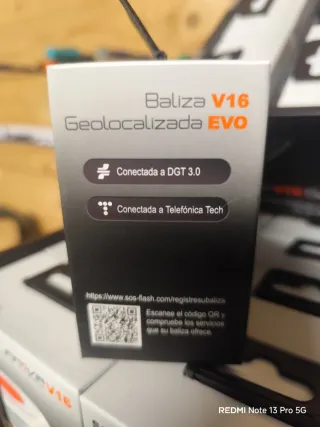 Baliza V16
Geolocalizada EVO
Conectada a DGT 3.0
Conectada a Telefónica Tech
https://www.sos-flash.com/registresubaliza
Escanee el código QR y
compruebe los servicios
que su baliza ofrece.
V16
V16
REDMI Note 13 Pro 5G